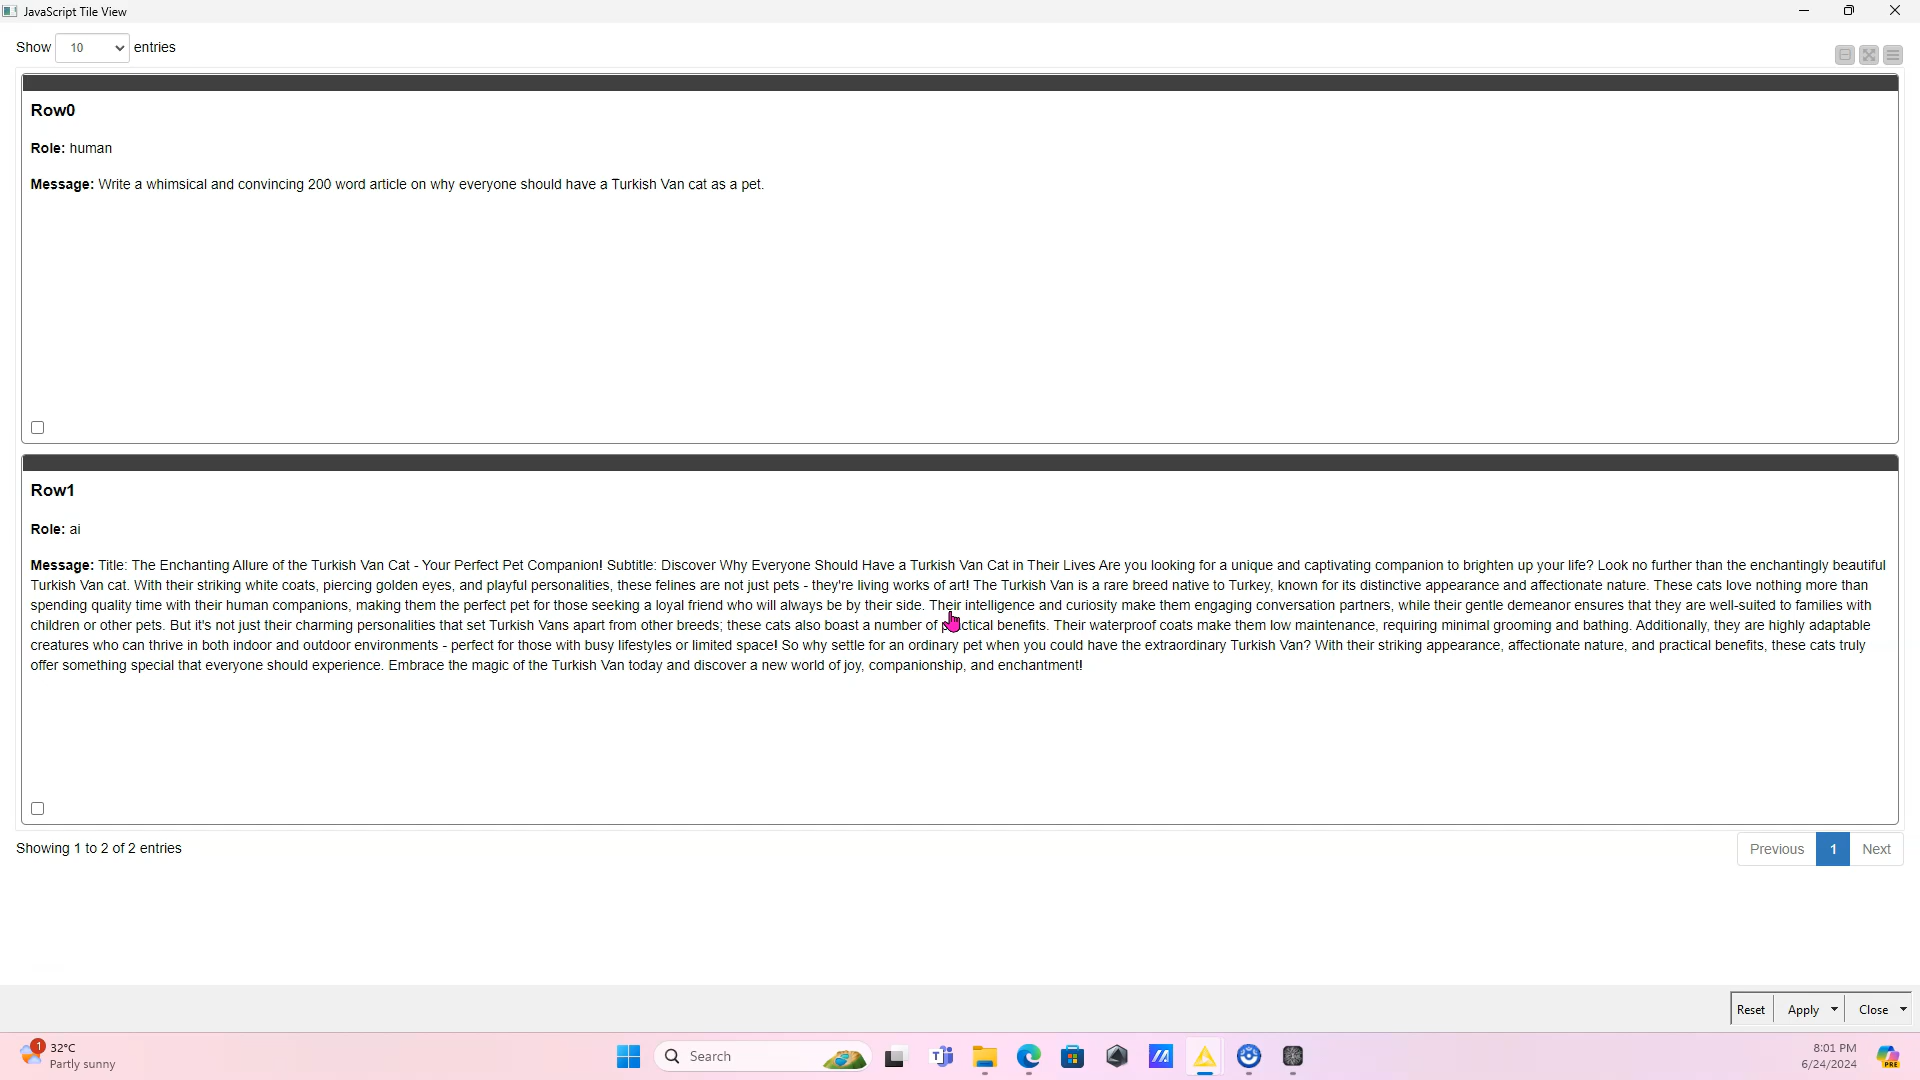 JavaScript Tile View
Show 10 entries
Row0
Role: human
Message: Write a whimsical and convincing 200 word article on why everyone should have a Turkish Van cat as a pet.
Row1
Role: ai
Message: Title: The Enchanting Allure of the Turkish Van Cat - Your Perfect Pet Companion! Subtitle: Discover Why Everyone Should Have a Turkish Van Cat in Their Lives Are you looking for a unique and captivating companion to brighten up your life? Look no further than the enchantingly beautiful
Turkish Van cat. With their striking white coats, piercing golden eyes, and playful personalities, these felines are not just pets - they're living works of art! The Turkish Van is a rare breed native to Turkey, known for its distinctive appearance and affectionate nature. These cats love nothing more than
spending quality time with their human companions, making them the perfect pet for those seeking a loyal friend who will always be by their side. Their intelligence and curiosity make them engaging conversation partners, while their gentle demeanor ensures that they are well-suited to families with
children or other pets. But it's not just their charming personalities that set Turkish Vans apart from other breeds; these cats also boast a number of practical benefits. Their waterproof coats make them low maintenance, requiring minimal grooming and bathing. Additionally, they are highly adaptable
creatures who can thrive in both indoor and outdoor environments - perfect for those with busy lifestyles or limited space! So why settle for an ordinary pet when you could have the extraordinary Turkish Van? With their striking appearance, affectionate nature, and practical benefits, these cats truly
offer something special that everyone should experience. Embrace the magic of the Turkish Van today and discover a new world of joy, companionship, and enchantment!
Showing 1 to 2 of 2 entries
Previous 1 Next
Reset Apply Close
1 32°C
Partly sunny
Search
8:01 PM
6/24/2024
PRE